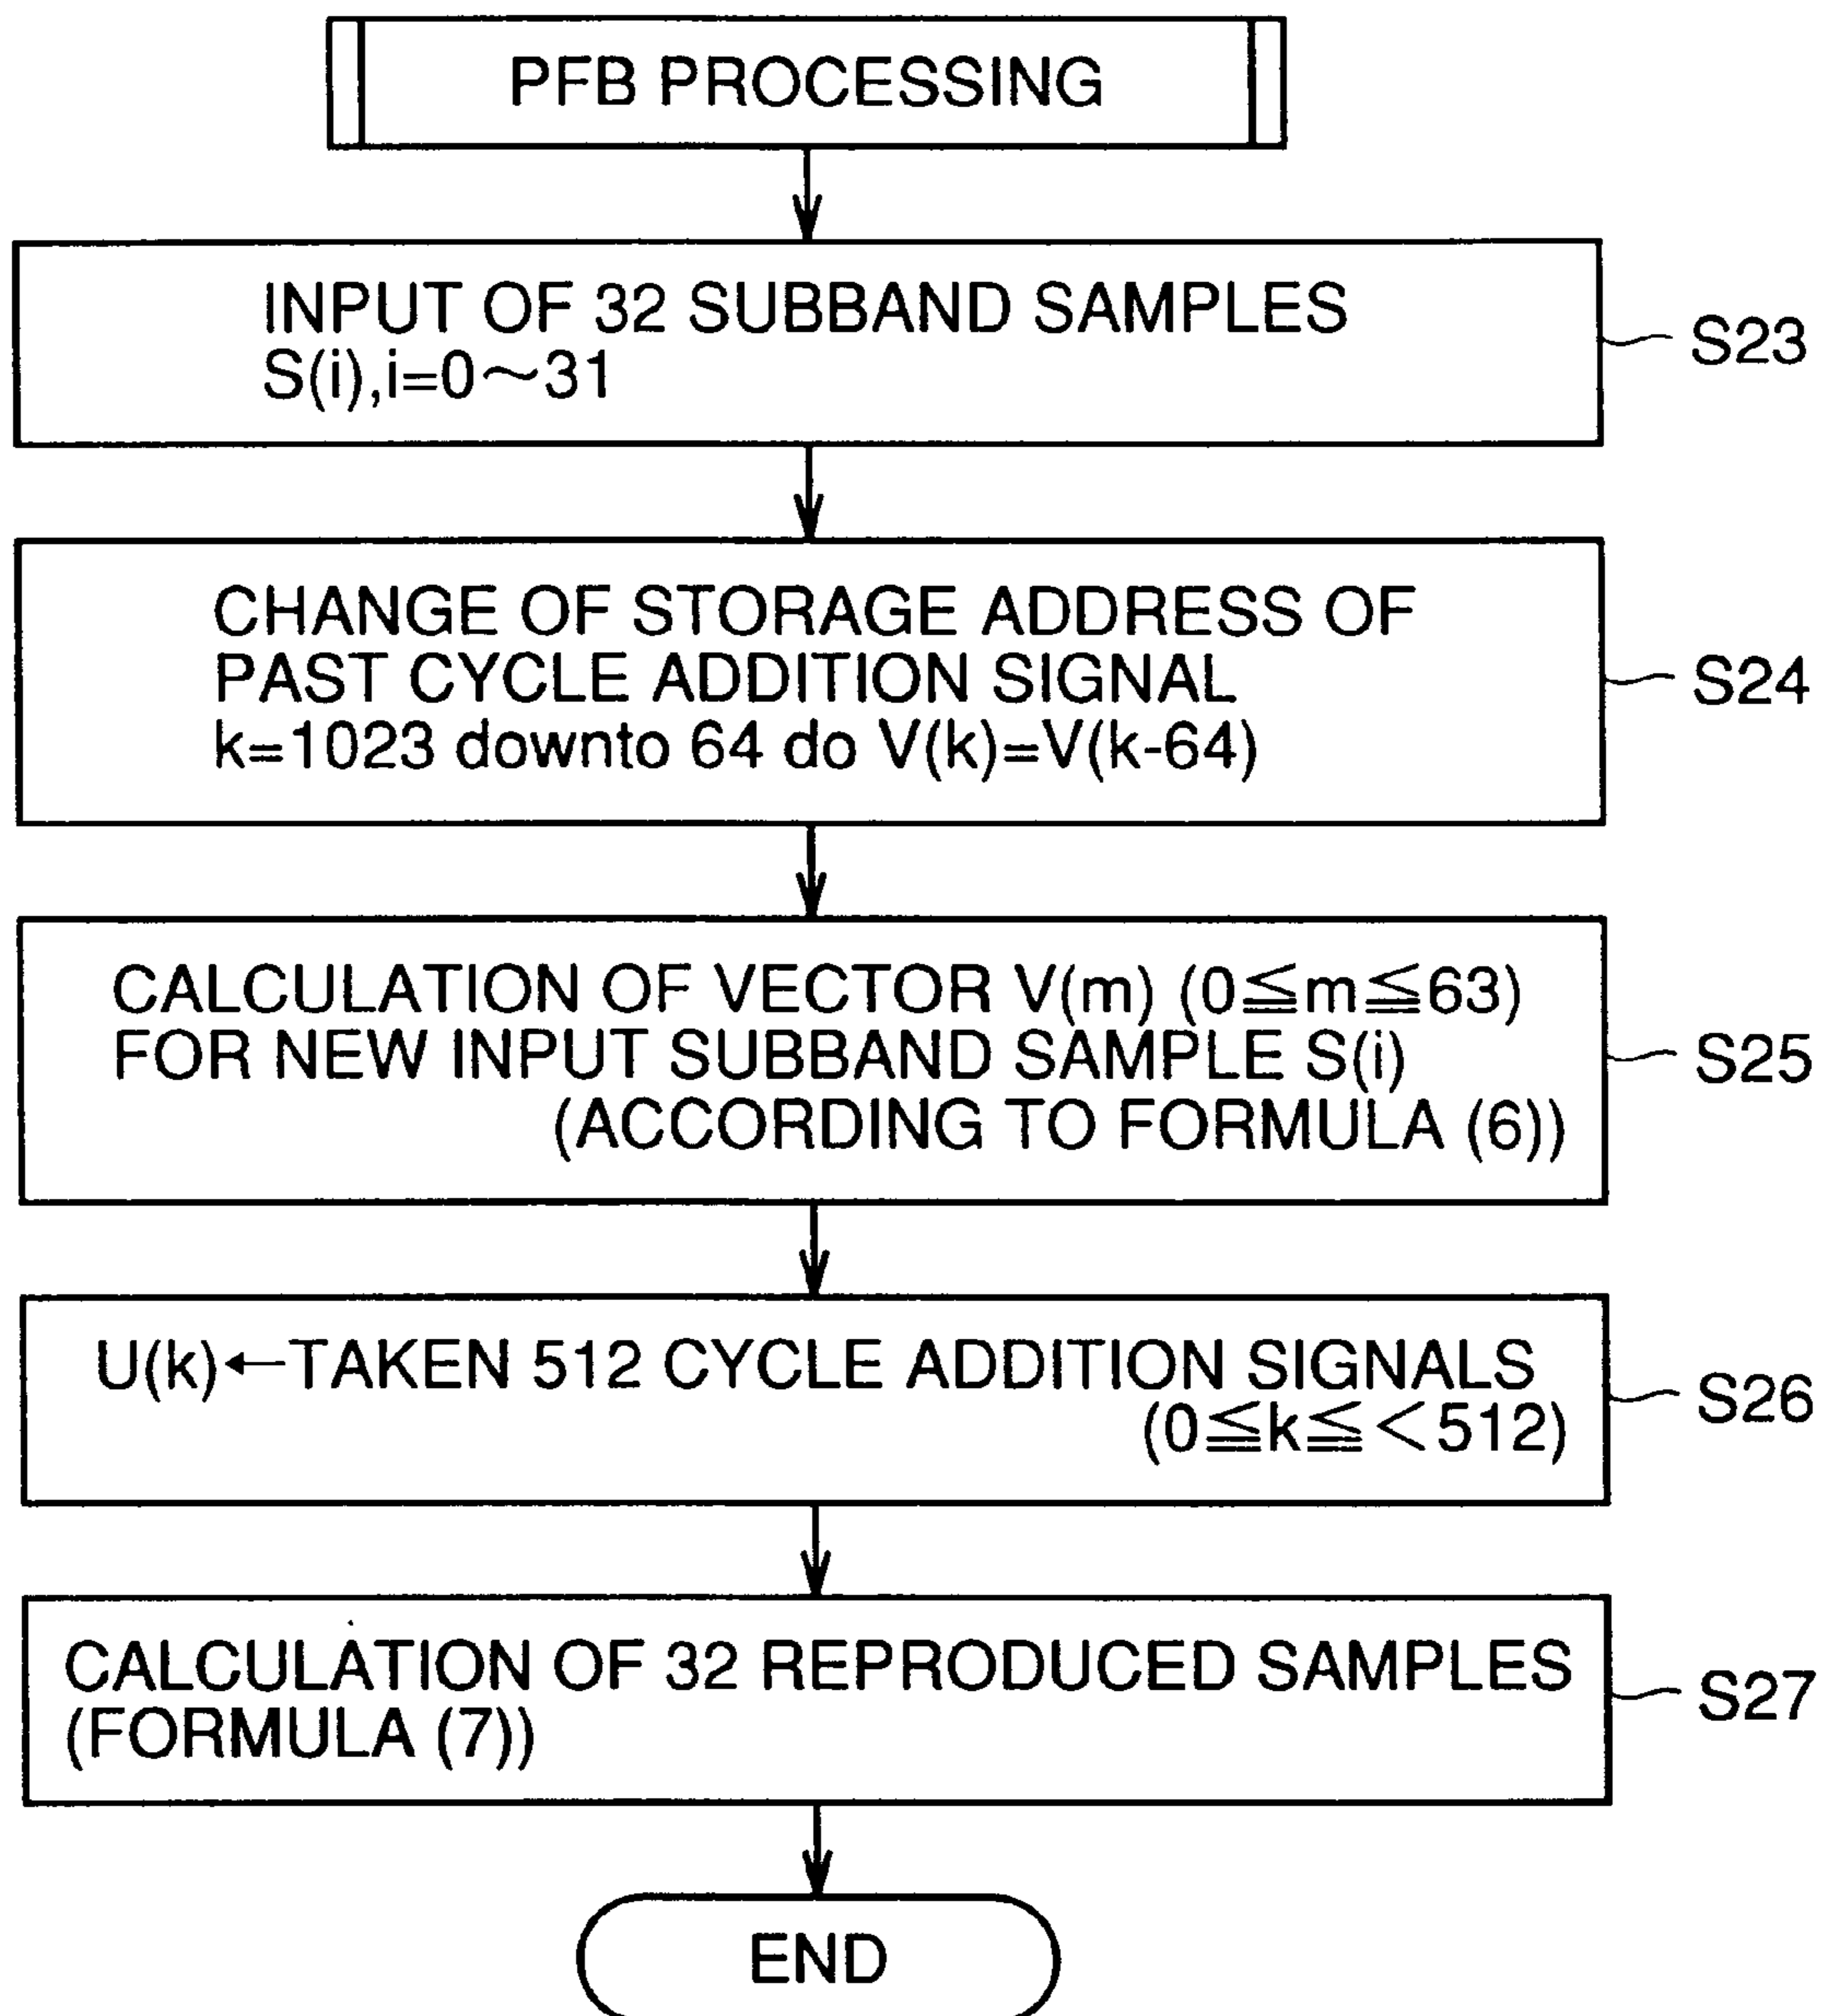 PFB PROCESSING
INPUT OF 32 SUBBAND SAMPLES
S(i),i=0〜31
S23
CHANGE OF STORAGE ADDRESS OF
PAST CYCLE ADDITION SIGNAL
k=1023 downto 64 do V(k)=V(k-64)
S24
CALCULATION OF VECTOR V(m) (0≦m≦63)
FOR NEW INPUT SUBBAND SAMPLE S(i)
(ACCORDING TO FORMULA (6))
S25
U(k)←TAKEN 512 CYCLE ADDITION SIGNALS
(0≦k≦<512)
S26
CALCULATION OF 32 REPRODUCED SAMPLES
(FORMULA (7))
S27
END